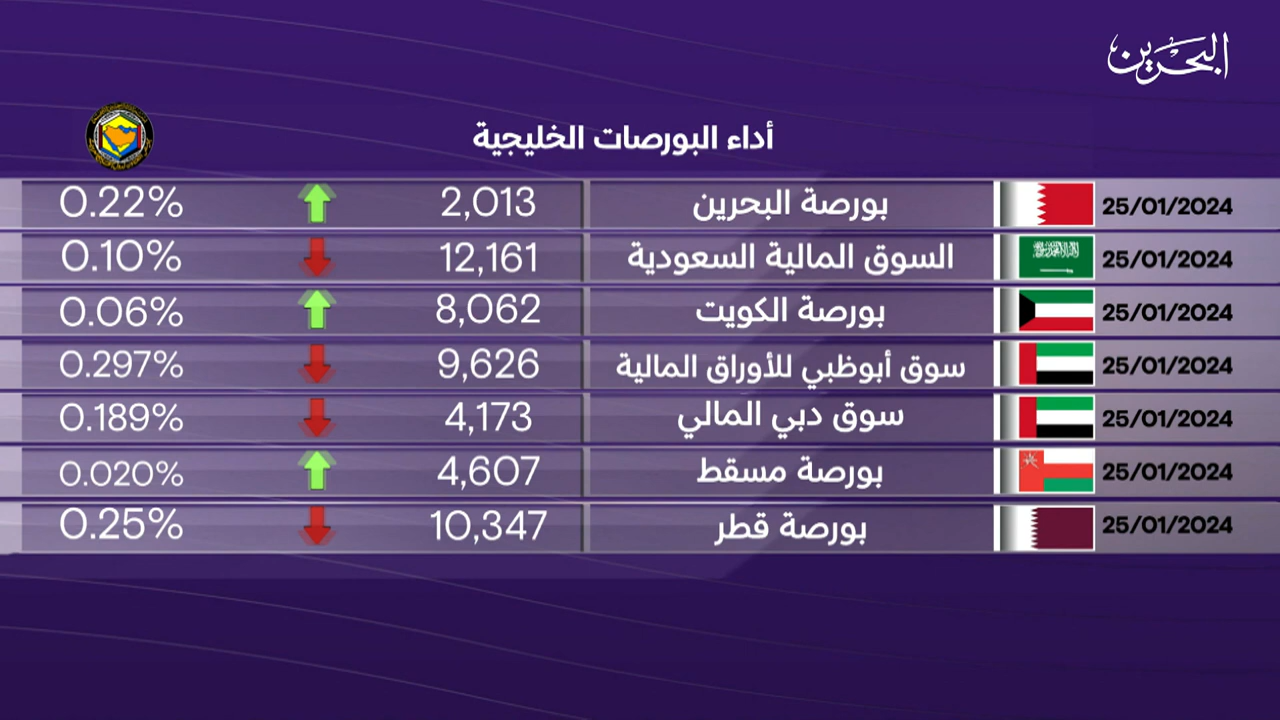 البحرين
أداء البورصات الخليجية
25/01/2024 بورصة البحرين 2,013 0.22%
25/01/2024 السوق المالية السعودية 12,161 0.10%
25/01/2024 بورصة الكويت 8,062 0.06%
25/01/2024 سوق أبوظبي للأوراق المالية 9,626 0.297%
25/01/2024 سوق دبي المالي 4,173 0.189%
25/01/2024 بورصة مسقط 4,607 0.020%
25/01/2024 بورصة قطر 10,347 0.25%